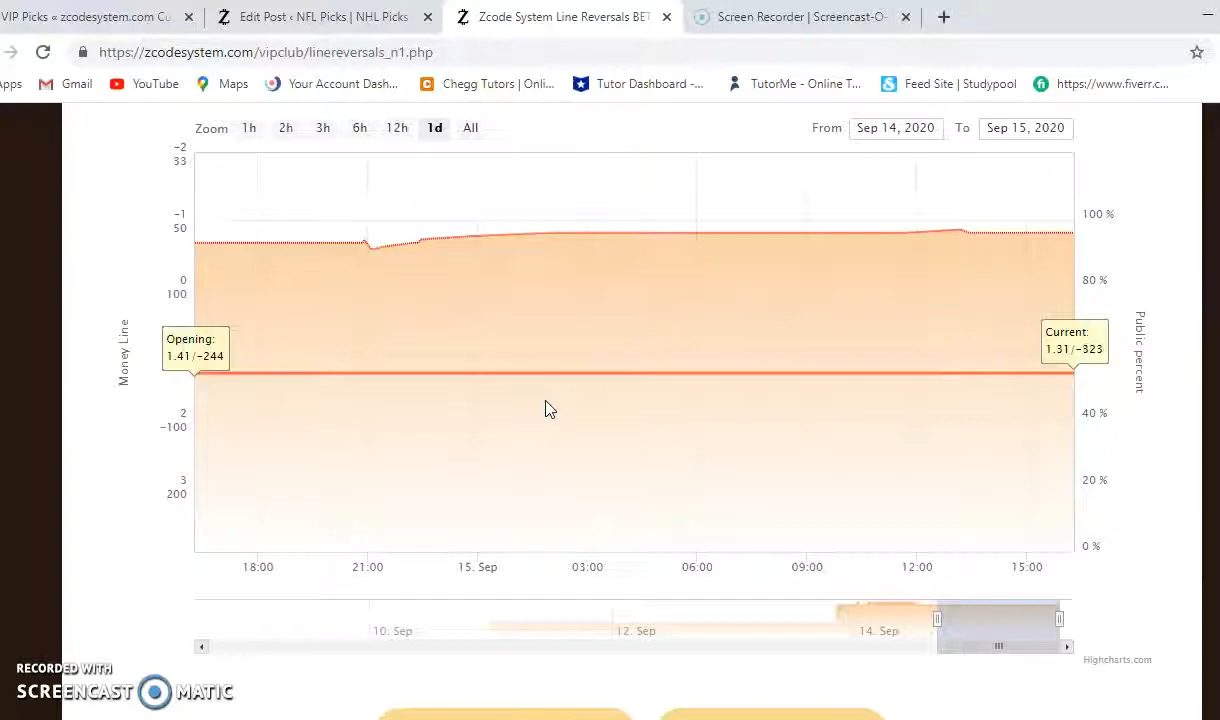 VIP Picks « zcodesystem.com Cu
Edit Post ‹ NFL Picks | NHL Picks
Zcode System Line Reversals BET
Screen Recorder | Screencast-O-
https://zcodesystem.com/vipclub/linereversals_n1.php
Apps
Gmail
YouTube
Maps
Your Account Dash...
Chegg Tutors | Onli...
Tutor Dashboard -...
TutorMe - Online T...
Feed Site | Studypool
https://www.fiverr.c...
Zoom 1h 2h 3h 6h 12h 1d All
From Sep 14, 2020 To Sep 15, 2020
-2
33
-1
50
0
100
2
-100
3
200
Money Line
Opening:
1.41/-244
Current:
1.31/-323
100 %
80 %
40 %
20 %
0 %
Public percent
18:00 21:00 15. Sep 03:00 06:00 09:00 12:00 15:00
10. Sep 12. Sep 14. Sep
Highcharts.com
RECORDED WITH
SCREENCAST MATIC